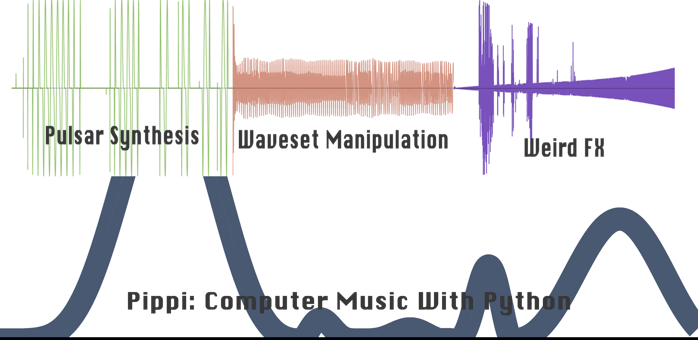 Pulsar Synthesis
Waveset Manipulation
Weird FX
Pippi: Computer Music With Python